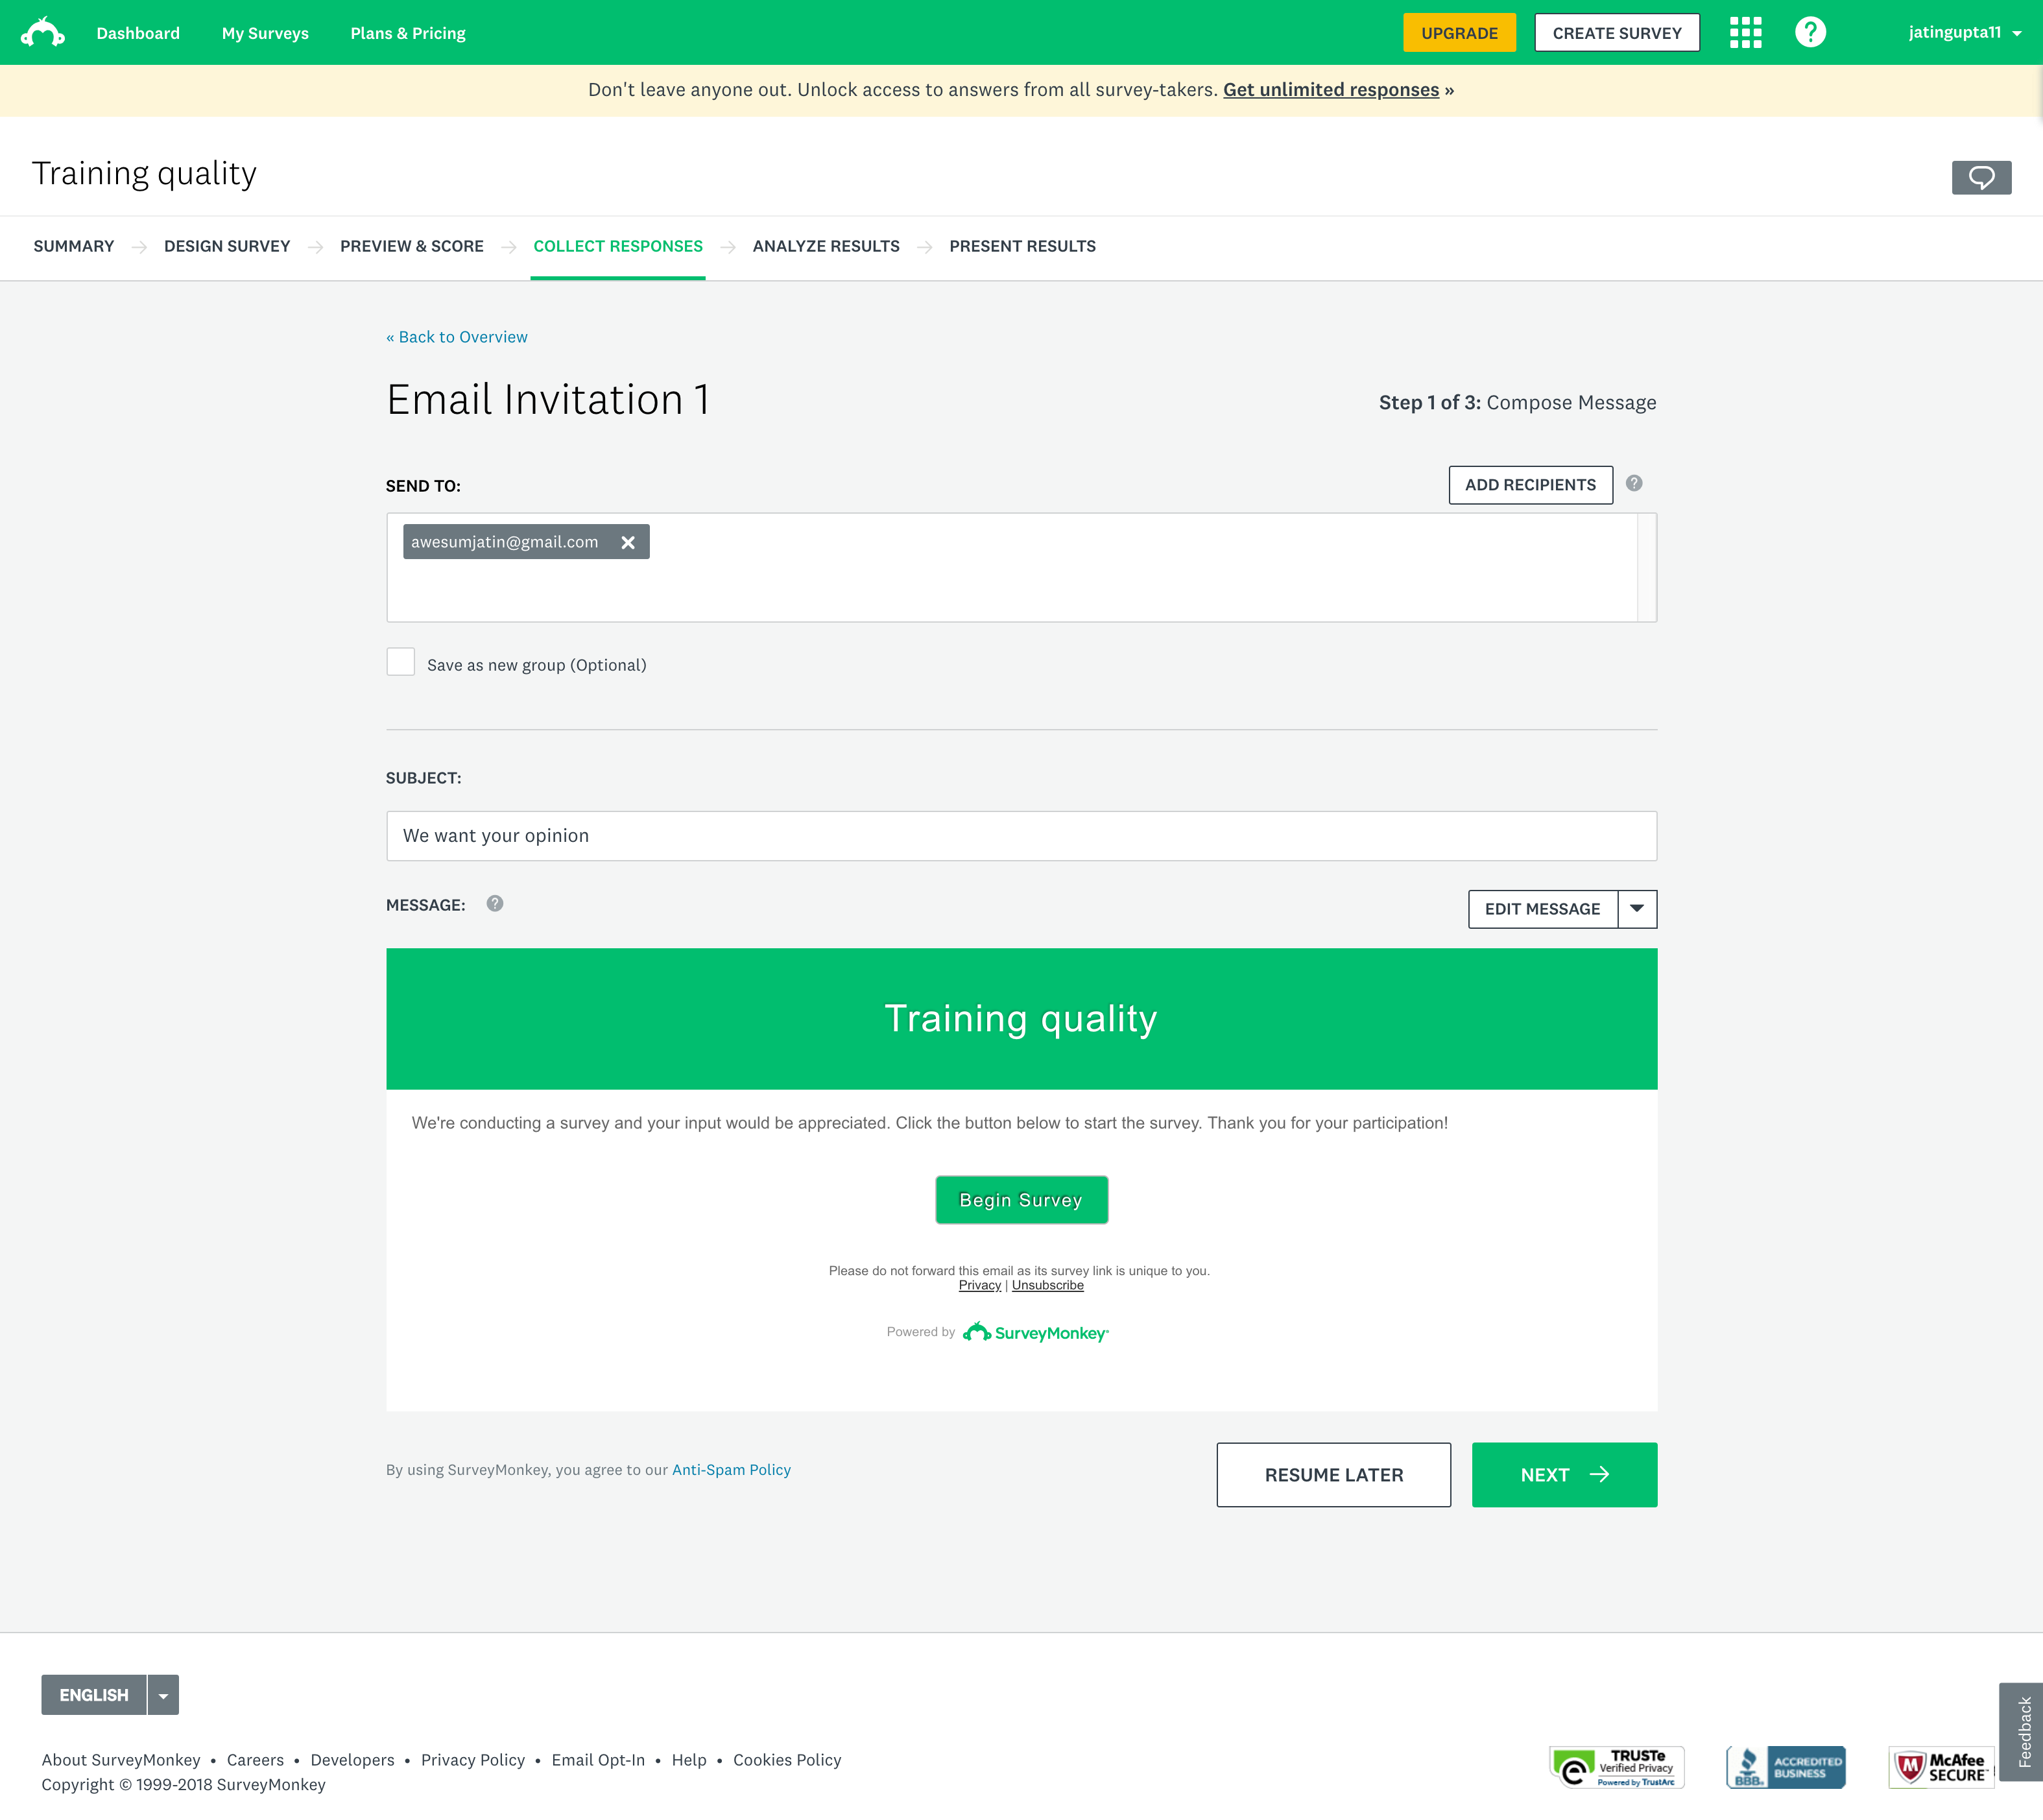 Dashboard My Surveys Plans & Pricing UPGRADE CREATE SURVEY ? jatingupta11
Don't leave anyone out. Unlock access to answers from all survey-takers. Get unlimited responses »
Training quality
SUMMARY DESIGN SURVEY PREVIEW & SCORE COLLECT RESPONSES ANALYZE RESULTS PRESENT RESULTS
« Back to Overview
Email Invitation 1
Step 1 of 3: Compose Message
SEND TO:
ADD RECIPIENTS ?
awesumjatin@gmail.com
Save as new group (Optional)
SUBJECT:
We want your opinion
MESSAGE: ?
EDIT MESSAGE
Training quality
We're conducting a survey and your input would be appreciated. Click the button below to start the survey. Thank you for your participation!
Begin Survey
Please do not forward this email as its survey link is unique to you.
Privacy | Unsubscribe
Powered by SurveyMonkey
By using SurveyMonkey, you agree to our Anti-Spam Policy
RESUME LATER NEXT
ENGLISH
Feedback
About SurveyMonkey • Careers • Developers • Privacy Policy • Email Opt-In • Help • Cookies Policy
Copyright © 1999-2018 SurveyMonkey
TRUSTe
Verified Privacy
Powered by TrustArc
BBB
ACCREDITED
BUSINESS
McAfee
SECURE